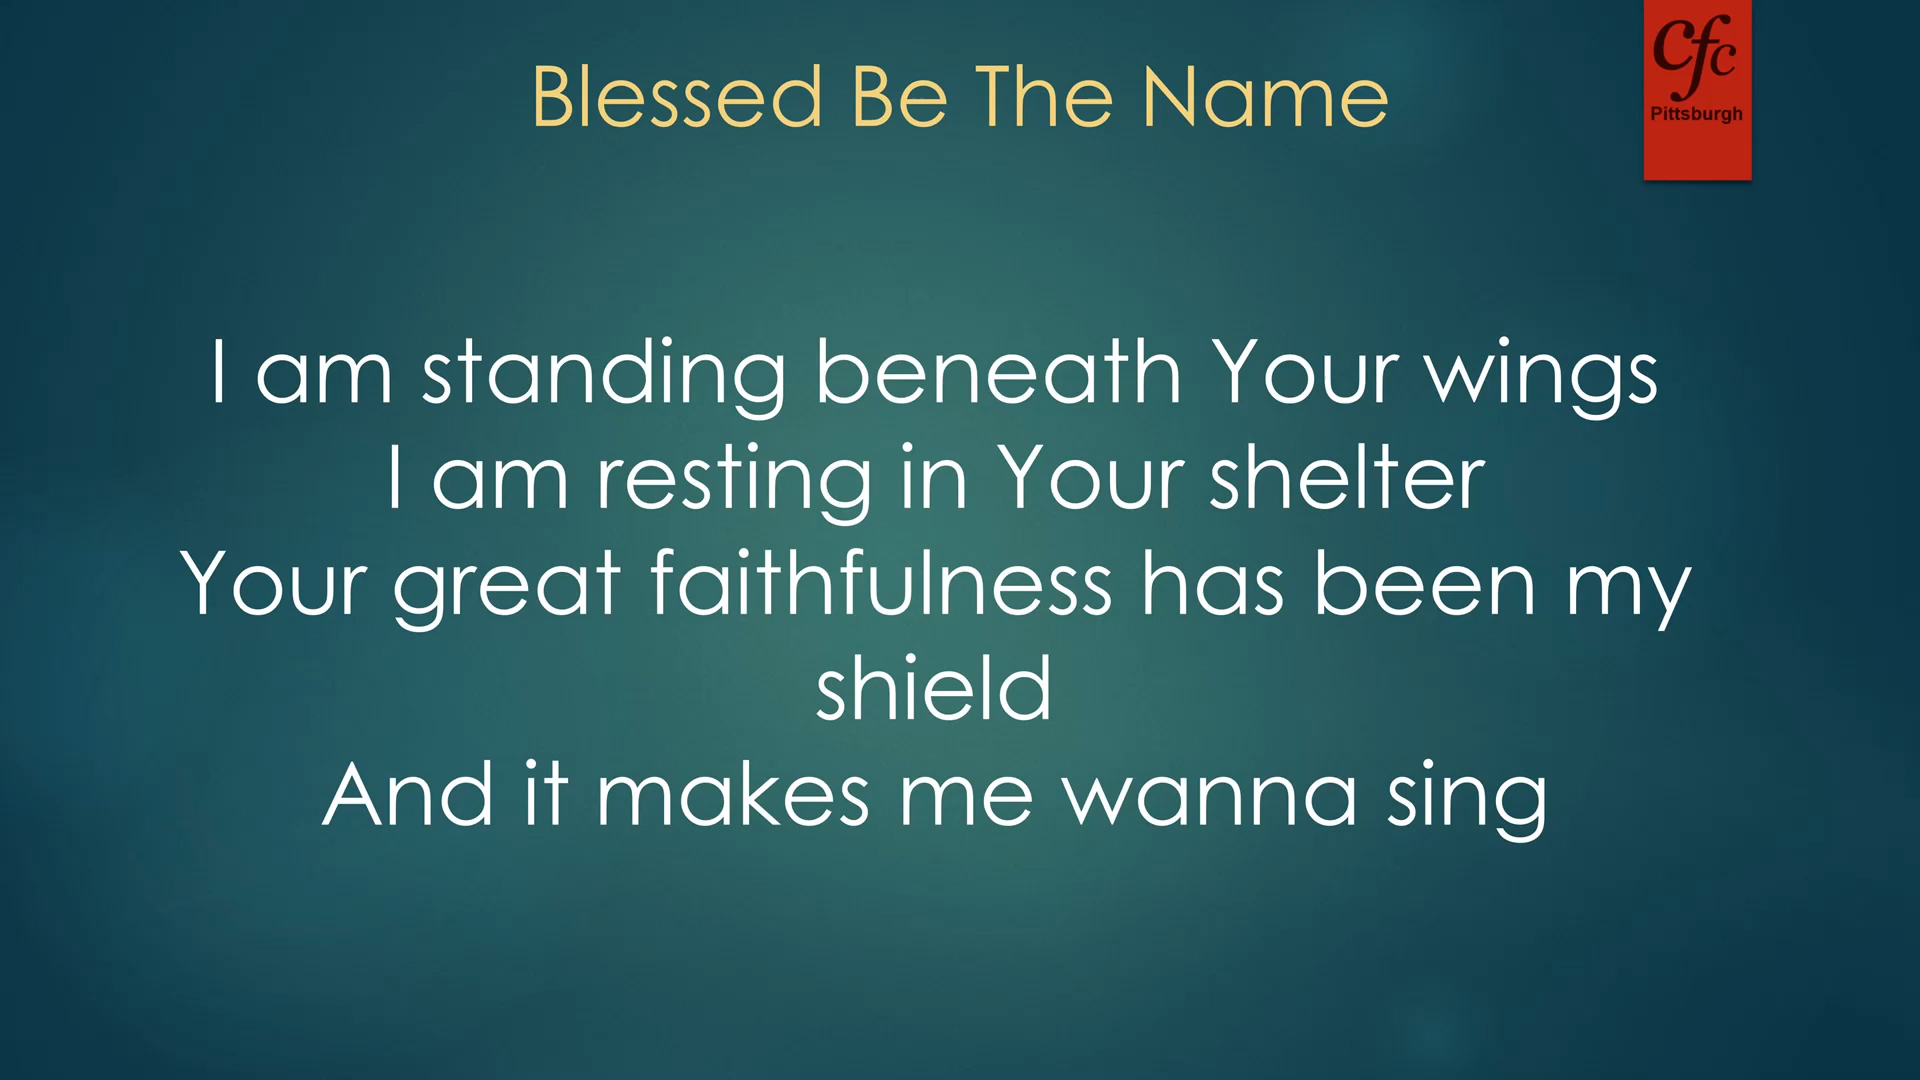 Blessed Be The Name
cfc
Pittsburgh
I am standing beneath Your wings
I am resting in Your shelter
Your great faithfulness has been my
shield
And it makes me wanna sing